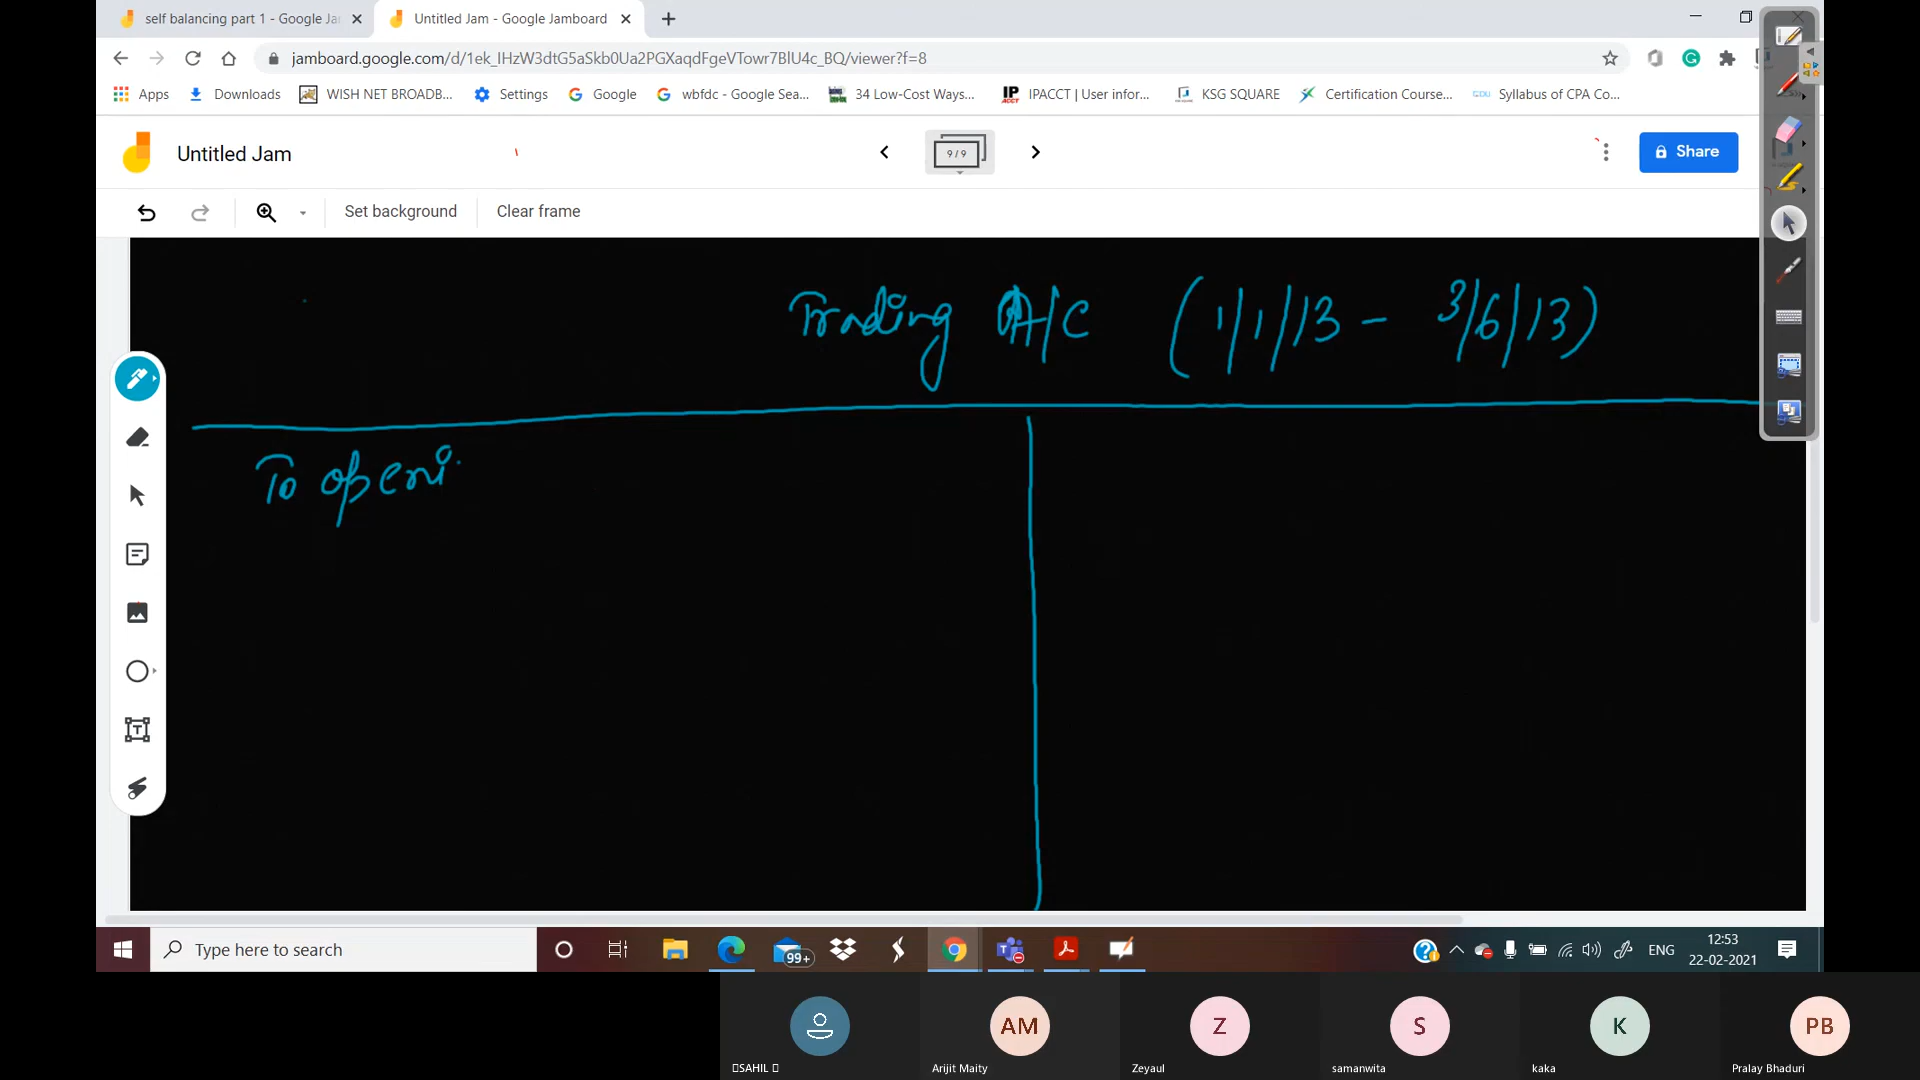 self balancing part 1 - Google Ja
Untitled Jam - Google Jamboard
jamboard.google.com/d/1ek_IHzW3dtG5aSkb0Ua2PGXaqdFgeVTowr7BlU4c_BQ/viewer?f=8
Apps Downloads WISH NET BROADB... Settings Google wbfdc - Google Sea... 34 Low-Cost Ways... IP ACCT IPACCT | User infor... KSG SQUARE Certification Course... Syllabus of CPA Co...
Untitled Jam
9 / 9
Share
Set background Clear frame
Trading A/C (1/1/13 - 3/6/13)
To openi
Type here to search
99+
ENG
12:53
22-02-2021
AM Z S K PB
SAHIL Arijit Maity Zeyaul samanwita kaka Pralay Bhaduri